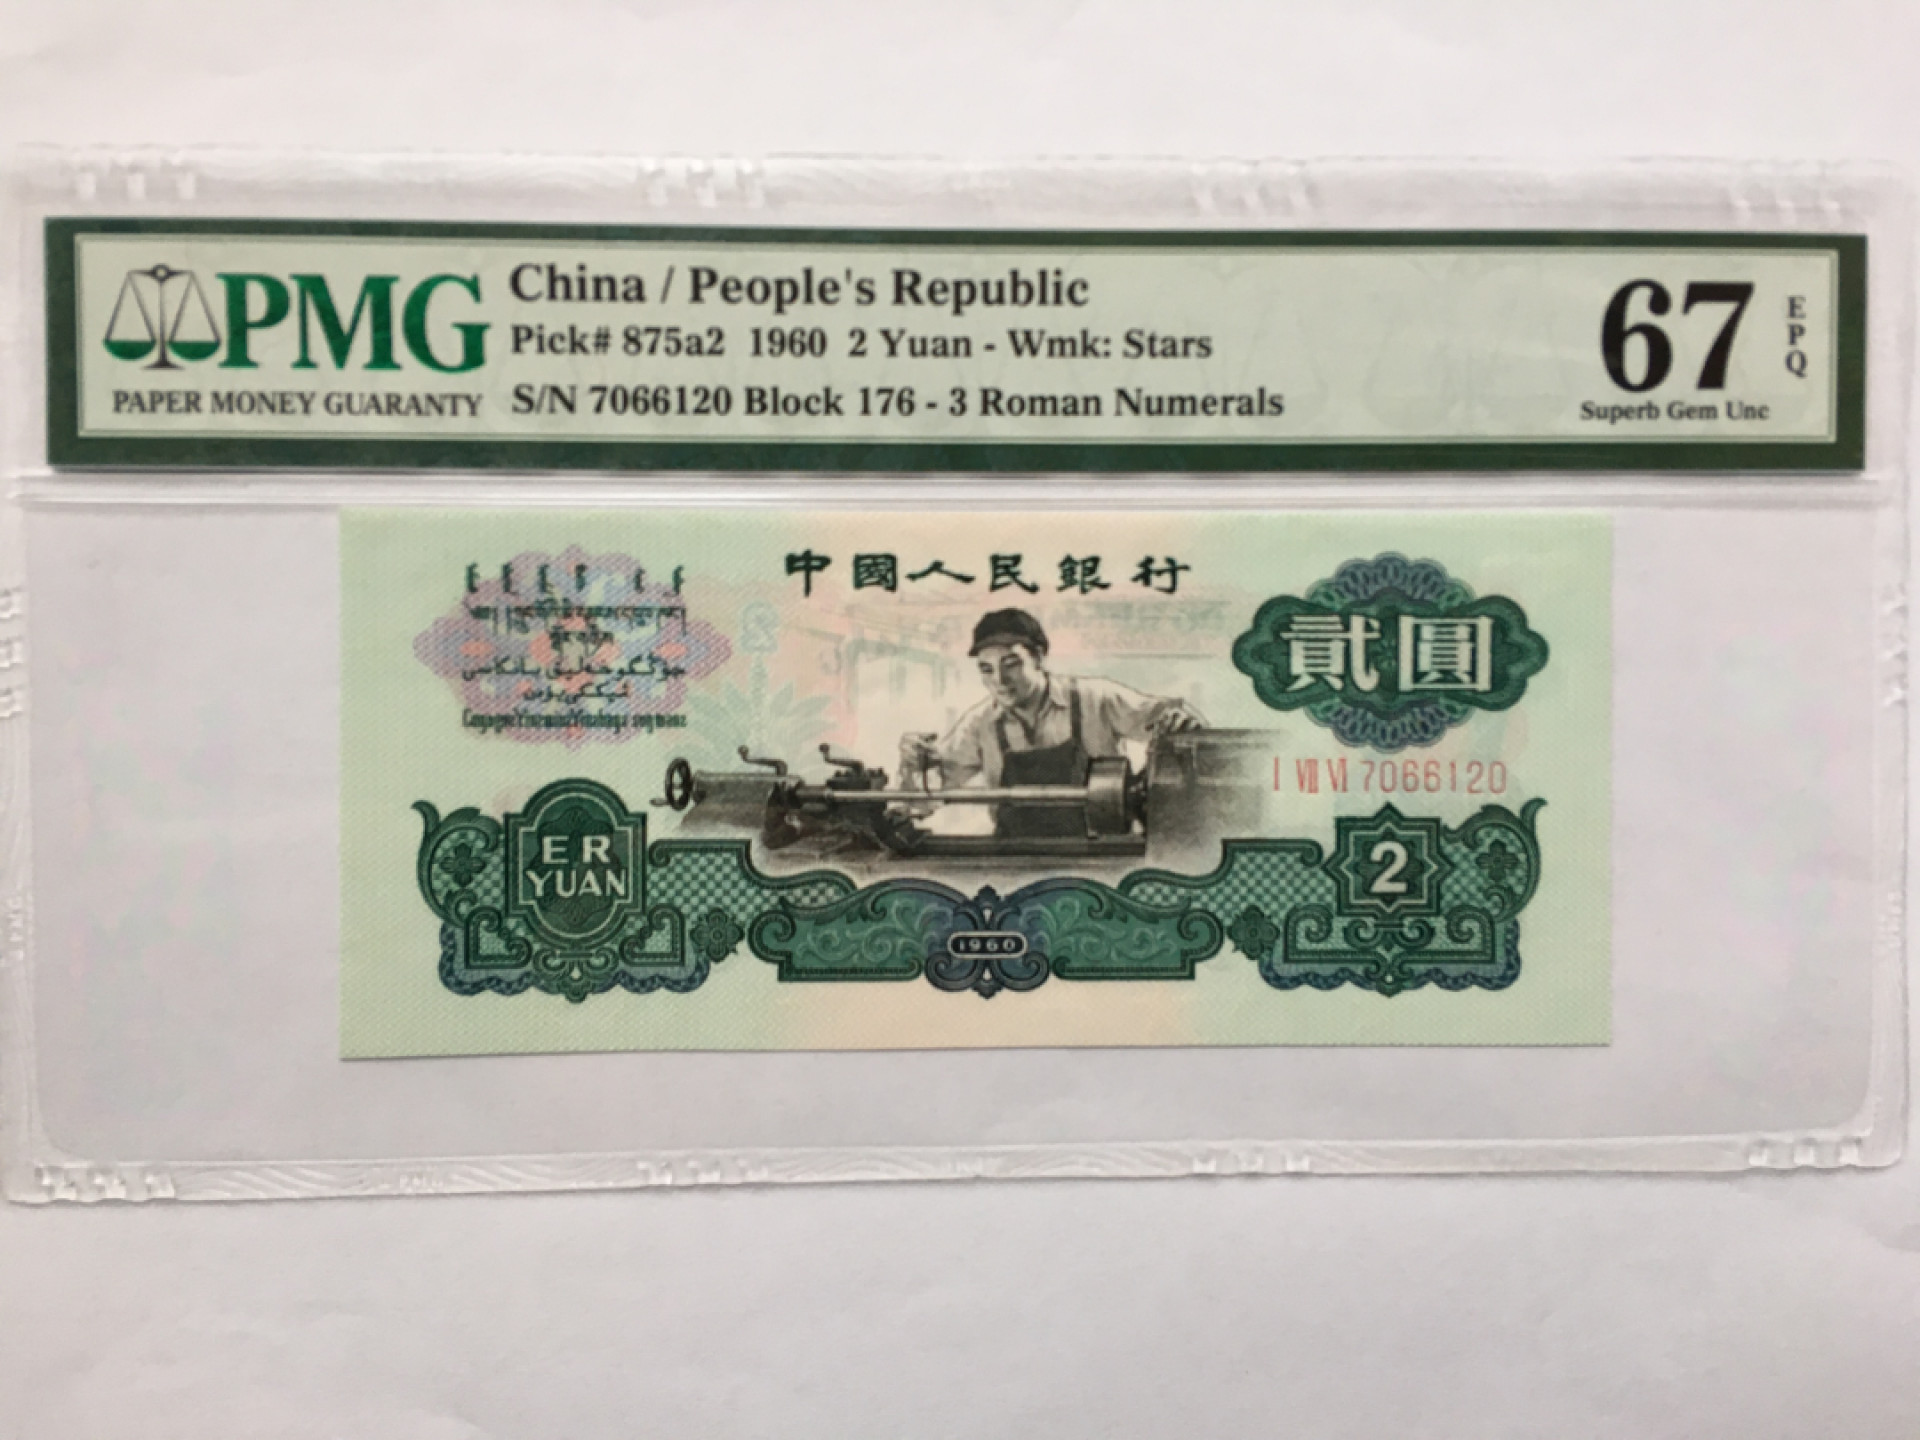 PMG
PAPER MONEY GUARANTY
China / People's Republic
Pick# 875a2 1960 2 Yuan - Wmk: Stars
S/N 7066120 Block 176 - 3 Roman Numerals
67
EPQ
Superb Gem Unc
中國人民銀行
貳圓
I VII VI 7066120
ER
YUAN
2
1960